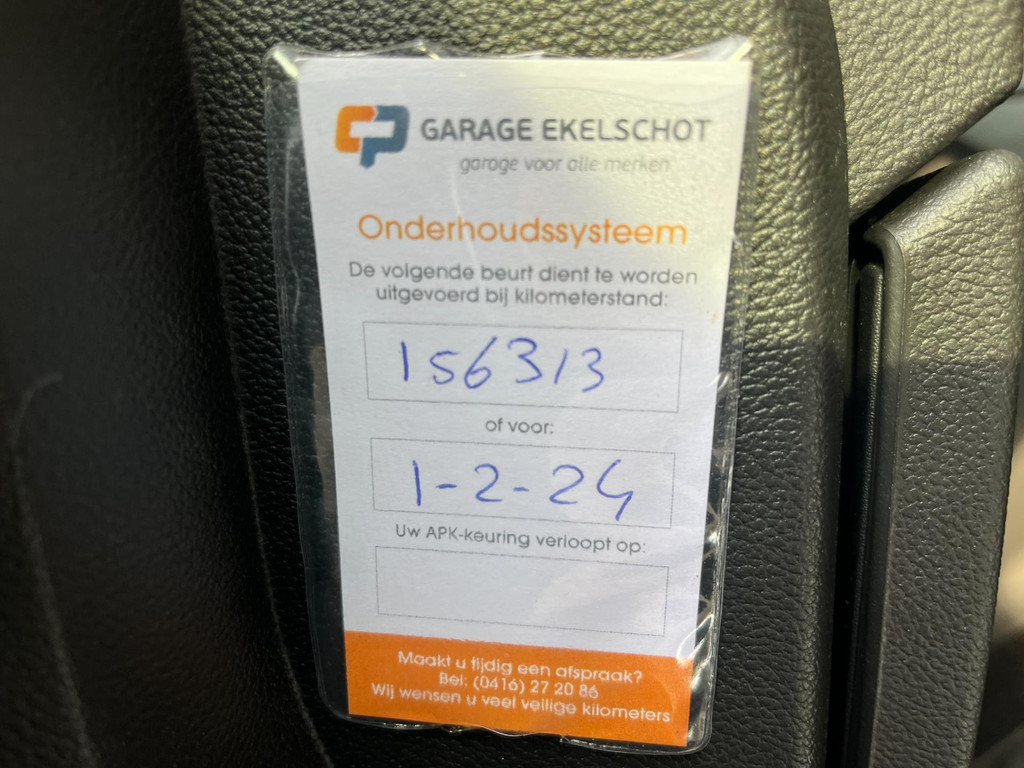 GARAGE EKELSCHOT
garage voor alle merken
Onderhoudssysteem
De volgende beurt dient te worden
uitgevoerd bij kilometerstand:
156313
of voor:
1-2-24
Uw APK-keuring verloopt op:
Maakt u tijdig een afspraak?
Bel: (0416) 27 20 86
Wij wensen u veel veilige kilometers